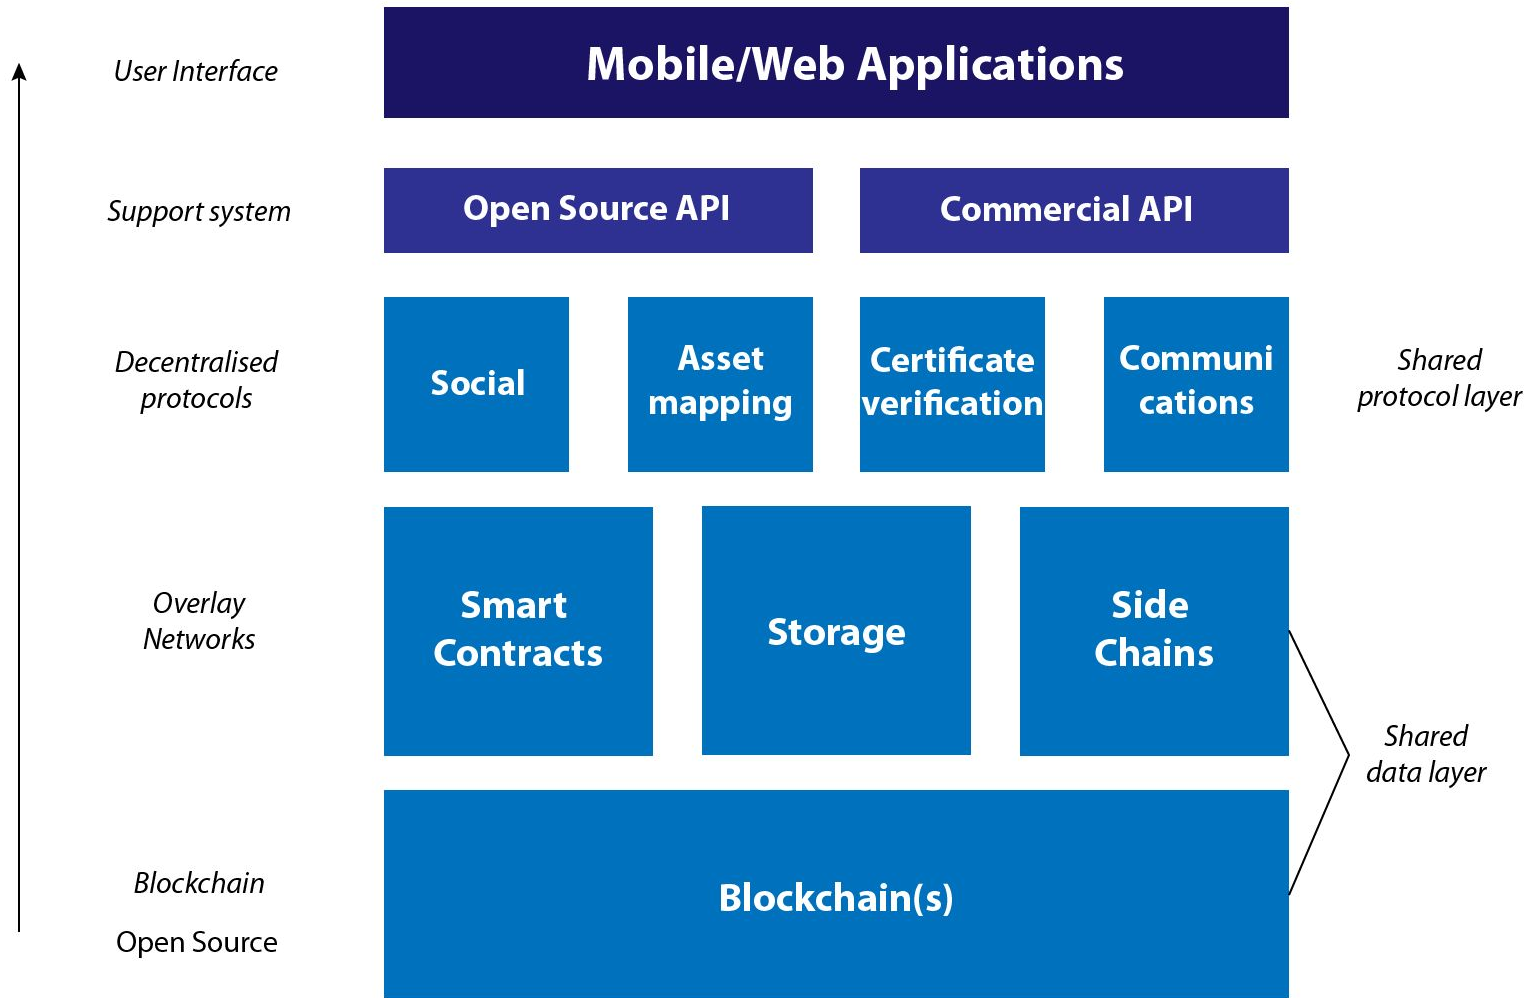 User Interface
Mobile/Web Applications
Support system
Open Source API
Commercial API
Decentralised
protocols
Social
Asset
mapping
Certificate
verification
Communi
cations
Shared
protocol layer
Overlay
Networks
Smart
Contracts
Storage
Side
Chains
Shared
data layer
Blockchain
Open Source
Blockchain(s)